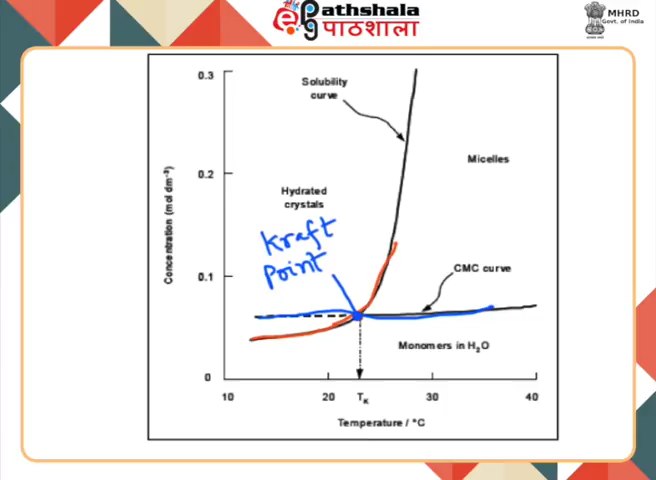 ePathshala
पाठशाला
MHRD
Govt. of India
0.3
Solubility
curve
Micelles
0.2
Hydrated
crystals
Kraft
Point
Concentration (mol dm⁻³)
0.1
CMC curve
Monomers in H₂O
0
10 20 Tₖ 30 40
Temperature / °C